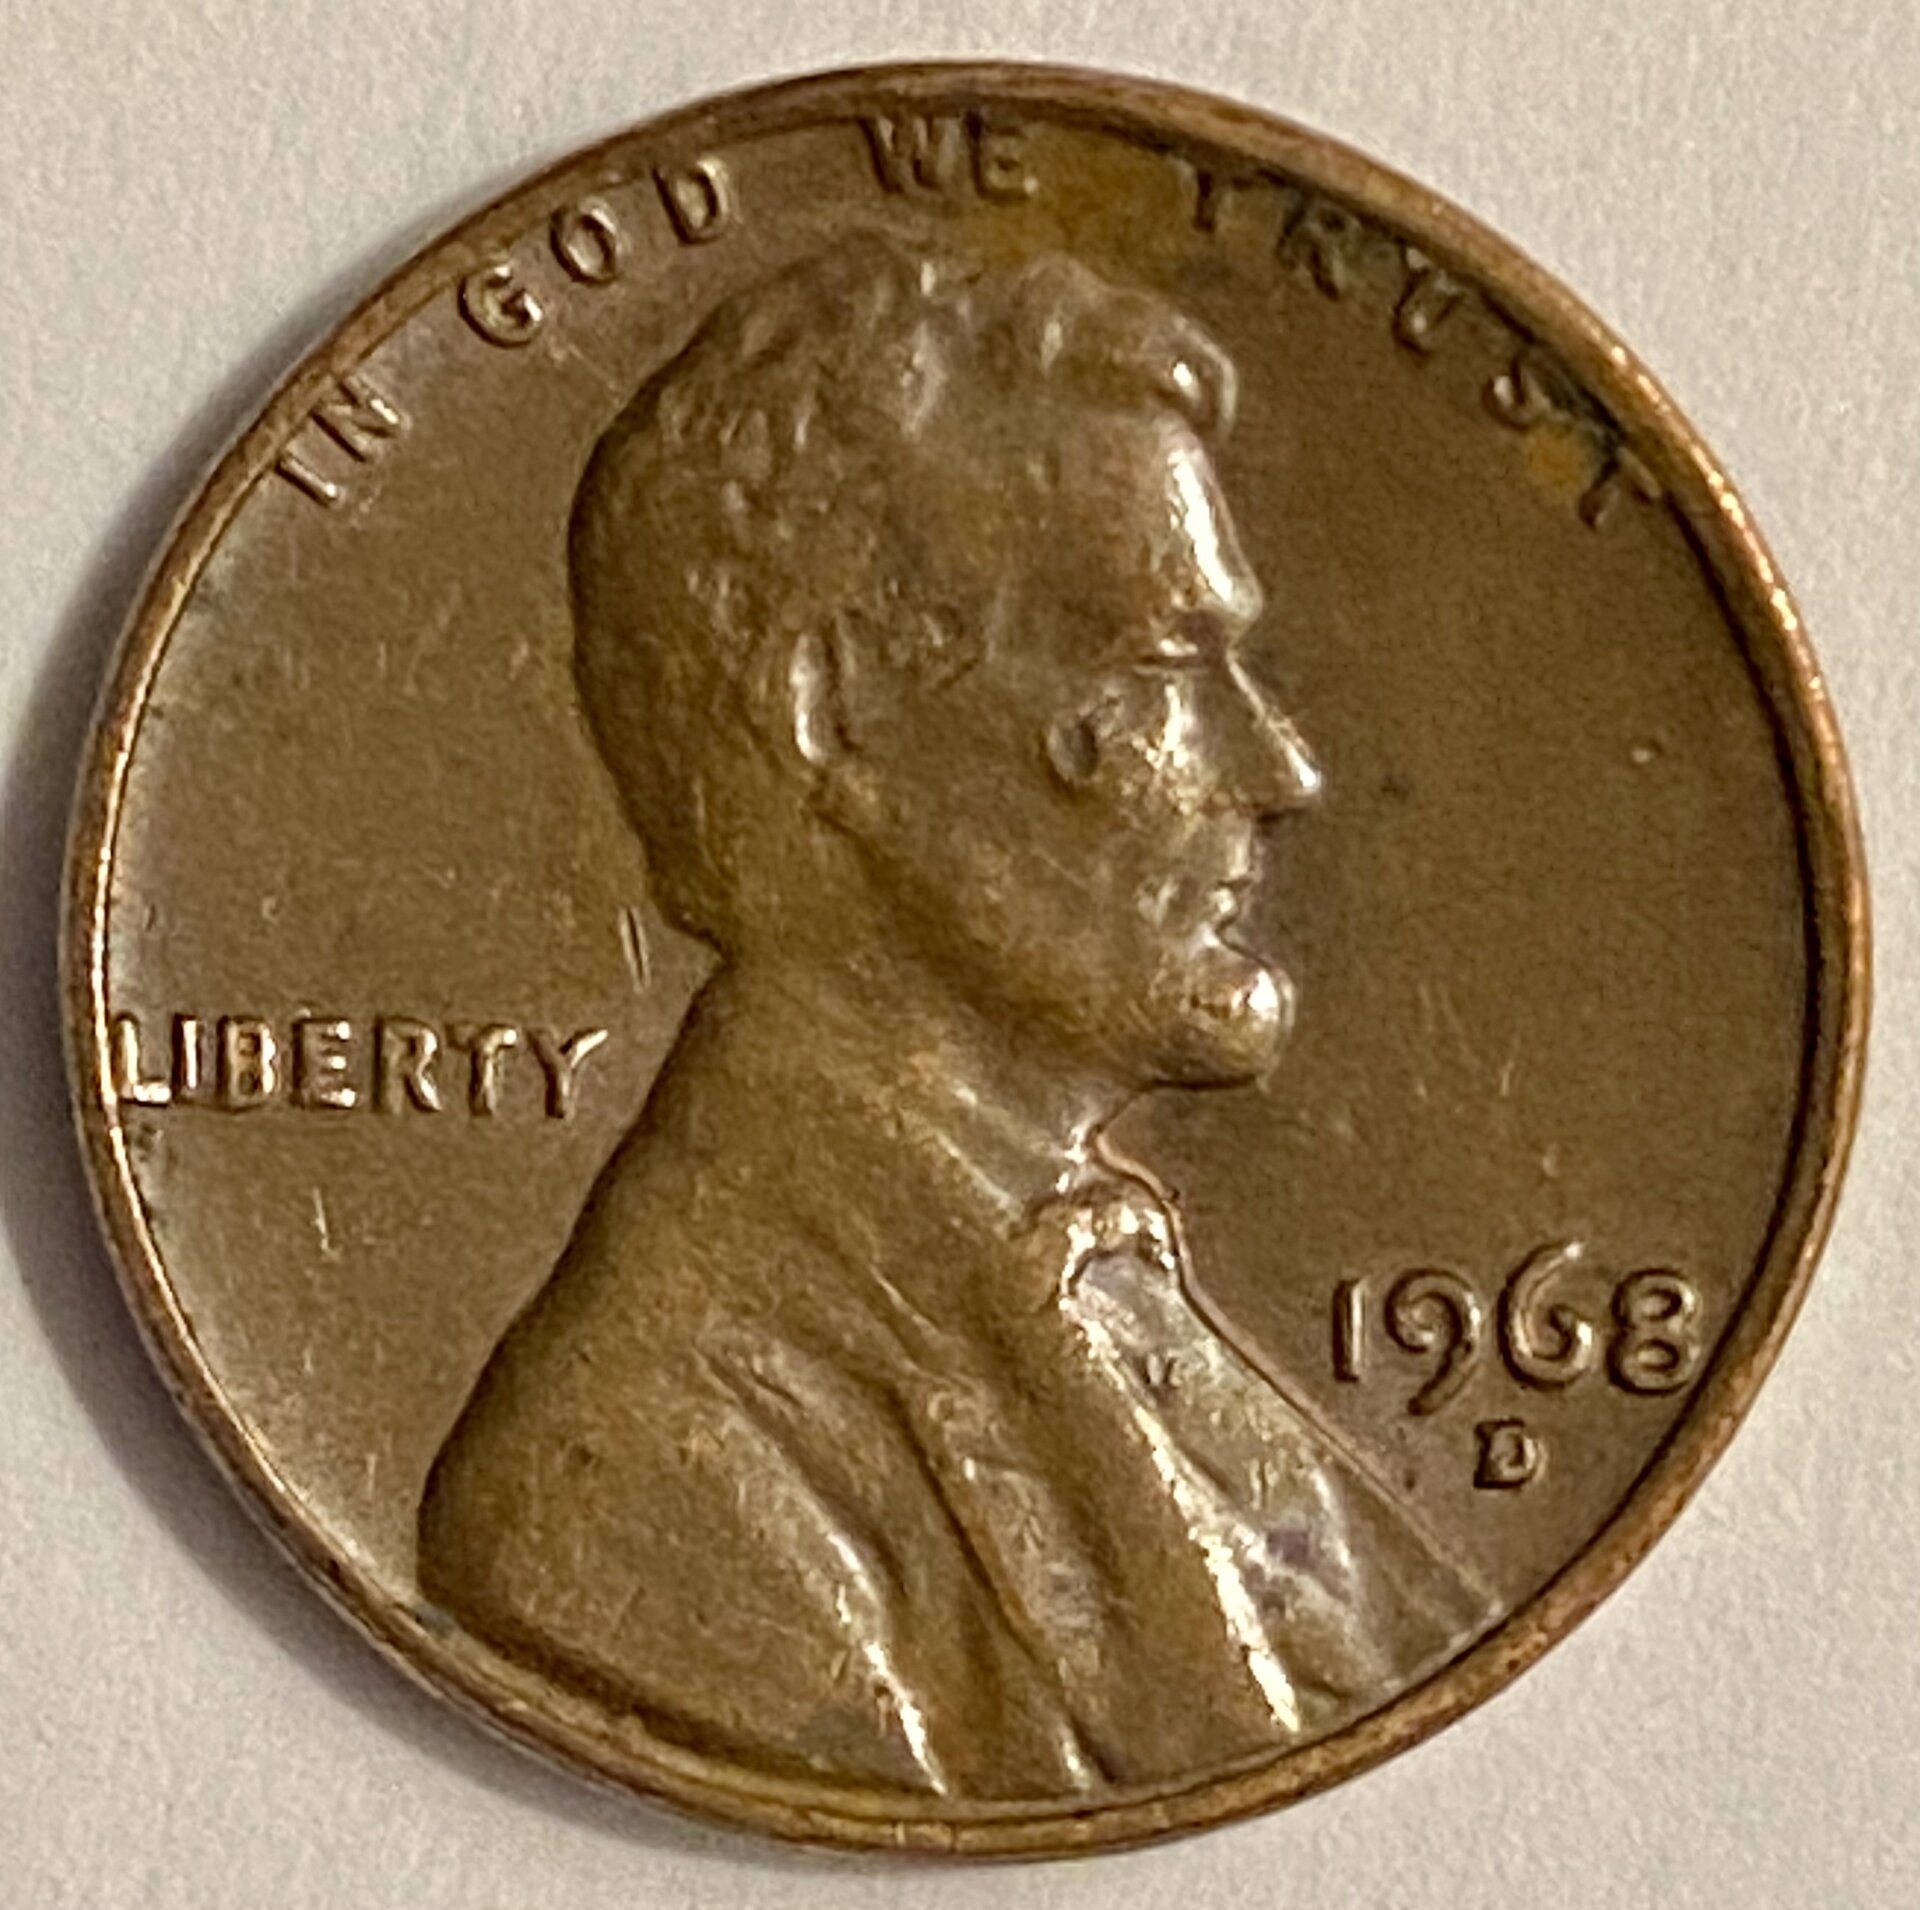 IN GOD WE TRUST
LIBERTY
1968
D